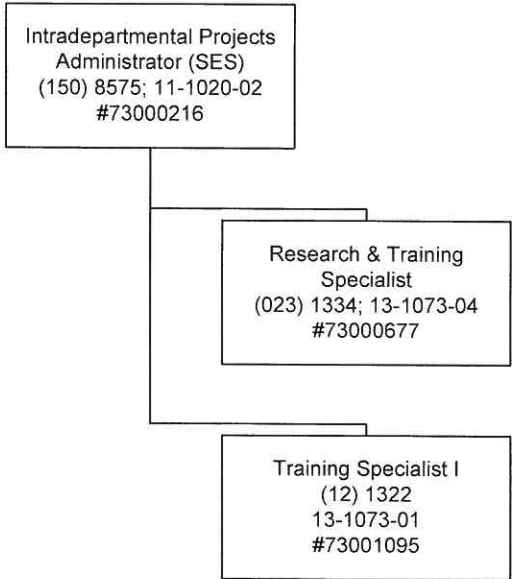 Intradepartmental Projects
Administrator (SES)
(150) 8575; 11-1020-02
#73000216
Research & Training
Specialist
(023) 1334; 13-1073-04
#73000677
Training Specialist I
(12) 1322
13-1073-01
#73001095